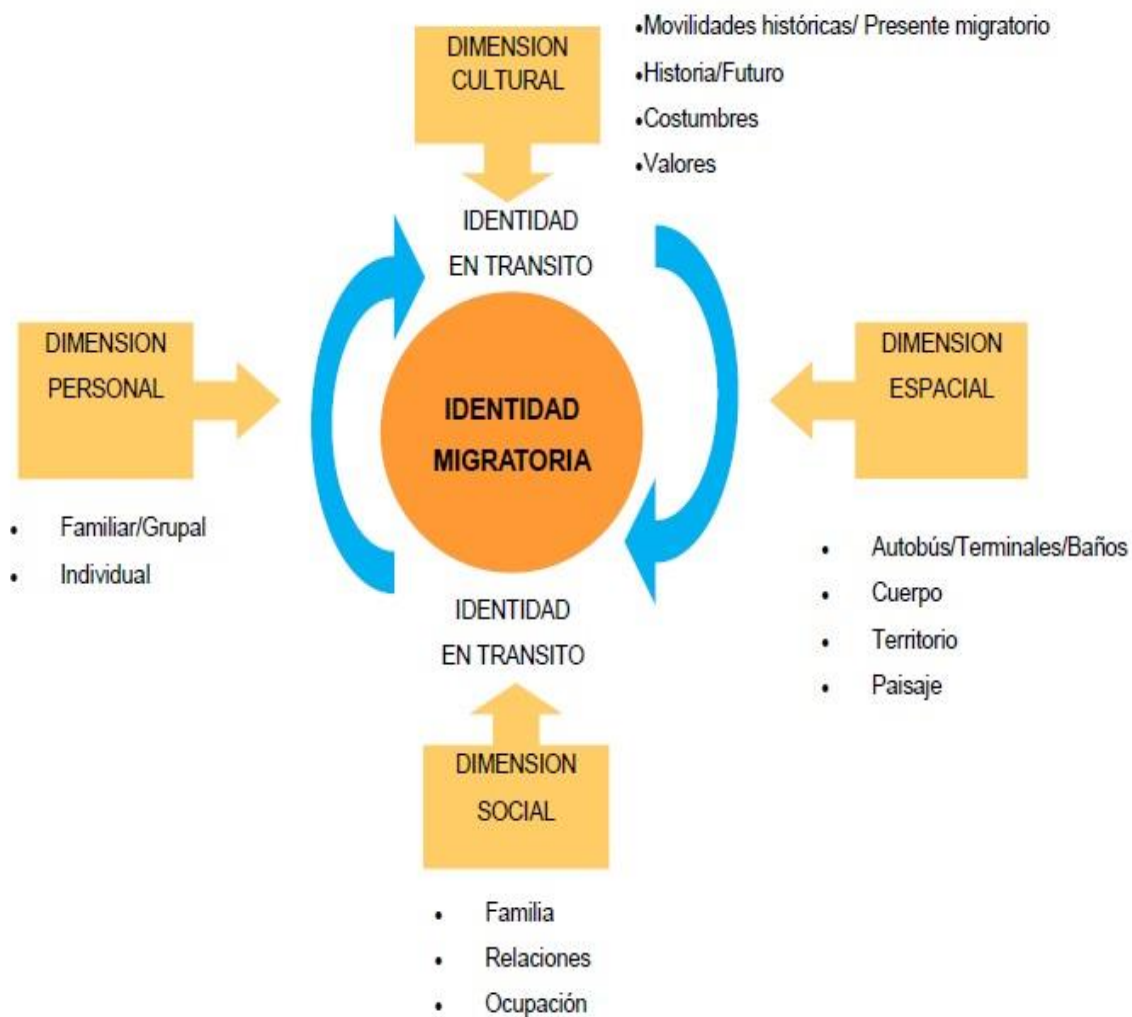 DIMENSION
CULTURAL
•Movilidades históricas/ Presente migratorio
•Historia/Futuro
•Costumbres
•Valores
IDENTIDAD
EN TRANSITO
DIMENSION
PERSONAL
• Familiar/Grupal
• Individual
IDENTIDAD
MIGRATORIA
DIMENSION
ESPACIAL
• Autobús/Terminales/Baños
• Cuerpo
• Territorio
• Paisaje
IDENTIDAD
EN TRANSITO
DIMENSION
SOCIAL
• Familia
• Relaciones
• Ocupación